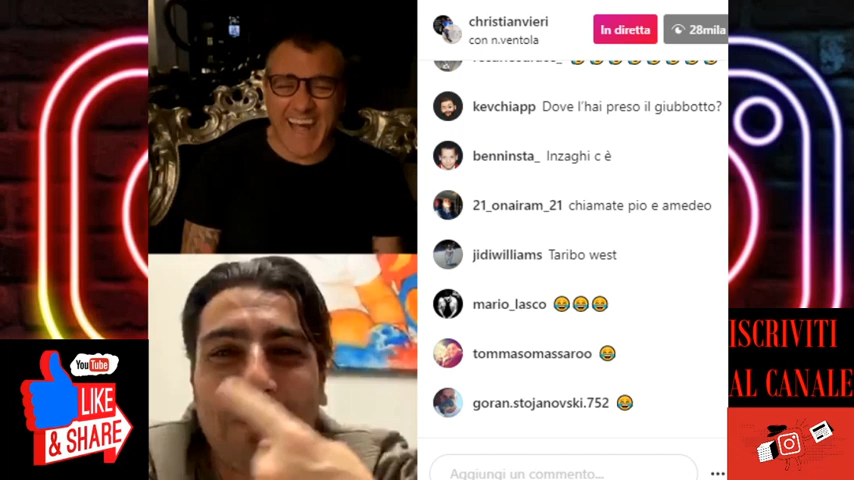 christianvieri
con n.ventola
In diretta
28mila
kevchiapp Dove l'hai preso il giubbotto?
benninsta_ Inzaghi c è
21_onairam_21 chiamate pio e amedeo
jidiwilliams Taribo west
mario_lasco 😂😂😂
tommasomassaroo 😂
goran.stojanovski.752 😂
Aggiungi un commento...
YouTube
LIKE
& SHARE
ISCRIVITI
AL CANALE